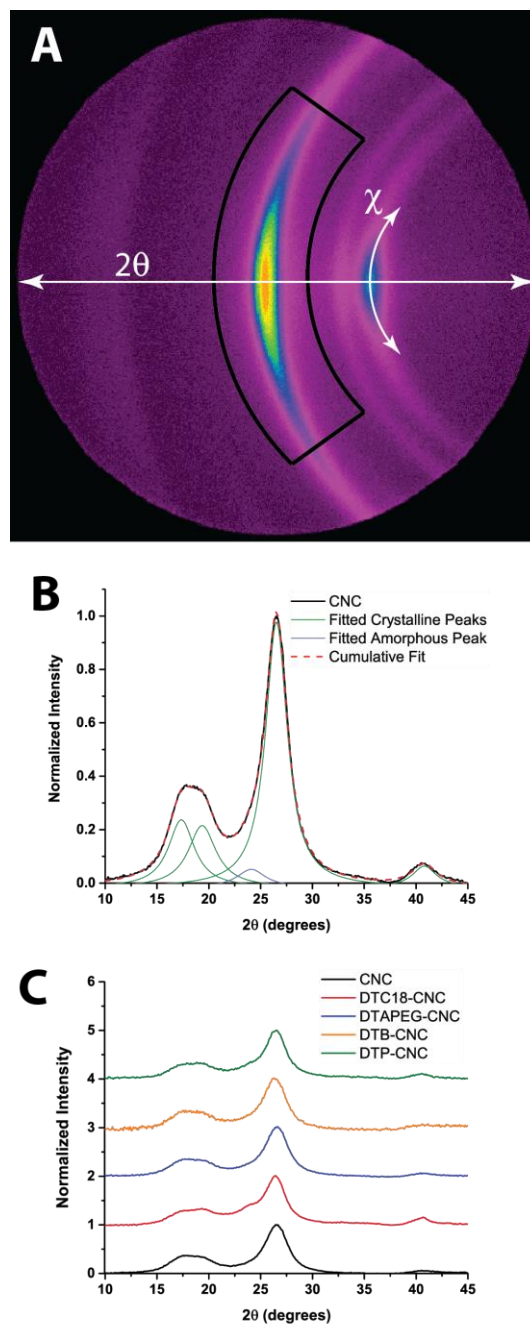 A
χ
2θ
B
CNC
Fitted Crystalline Peaks
Fitted Amorphous Peak
Cumulative Fit
1.0
0.8
0.6
0.4
0.2
0.0
Normalized Intensity
10 15 20 25 30 35 40 45
2θ (degrees)
C
CNC
DTC18-CNC
DTAPEG-CNC
DTB-CNC
DTP-CNC
6
5
4
3
2
1
0
Normalized Intensity
10 15 20 25 30 35 40 45
2θ (degrees)